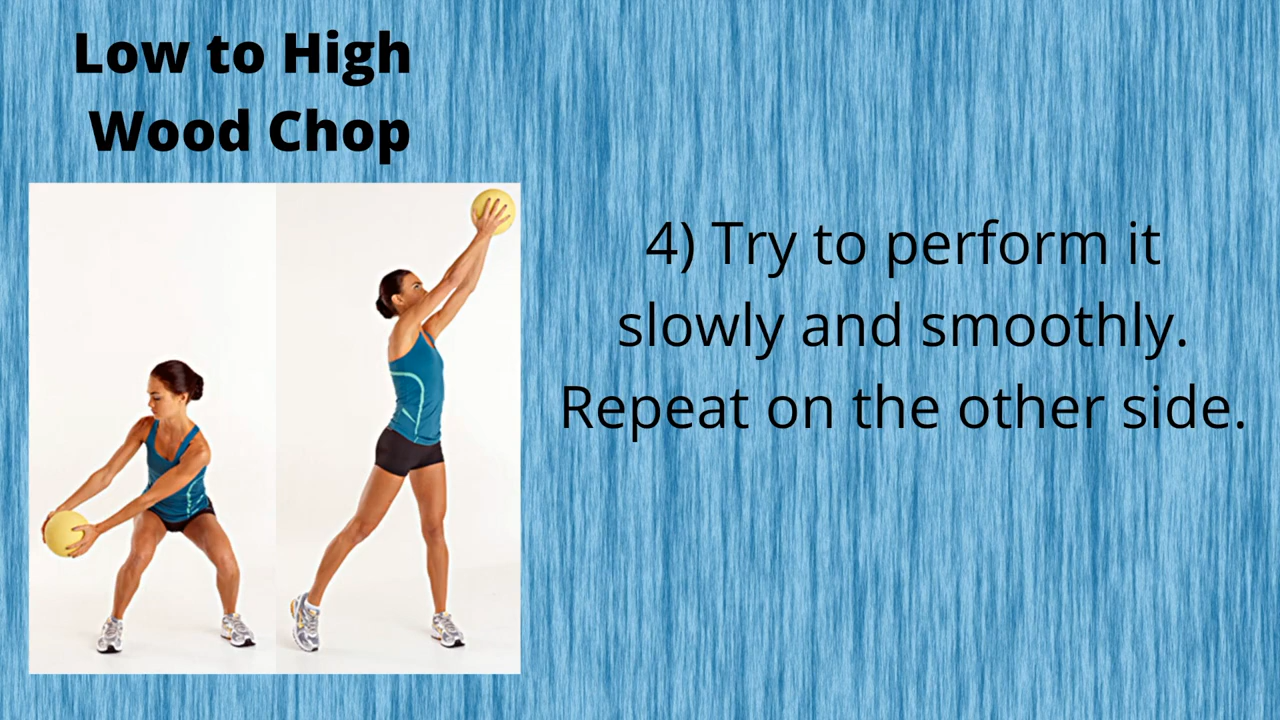 Low to High
Wood Chop
4) Try to perform it
slowly and smoothly.
Repeat on the other side.